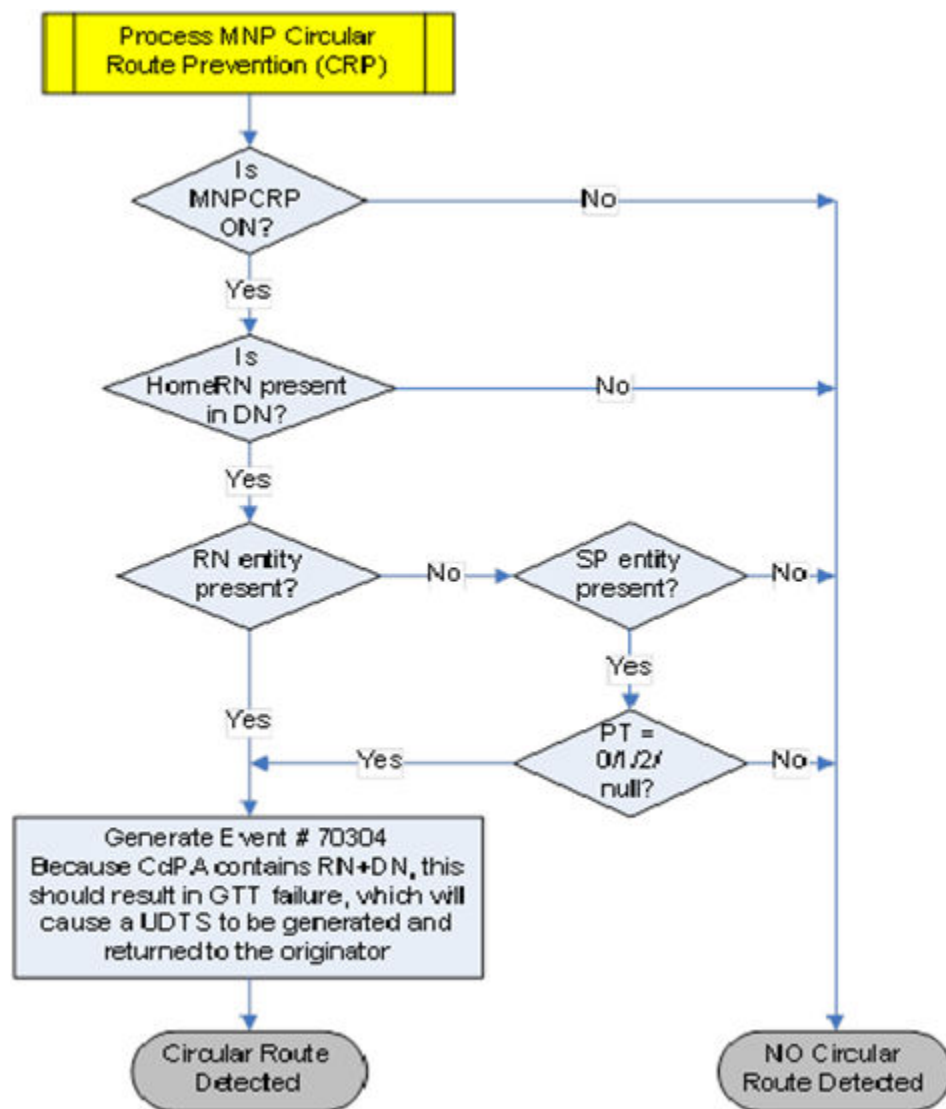 Process MNP Circular
Route Prevention (CRP)
Is
MNPCRP
ON?
No
Yes
Is
HomeRN present
in DN?
No
Yes
RN entity
present?
No
SP entity
present?
No
Yes
Yes
PT =
0/1/2/
null?
Yes
No
Generate Event # 70304
Because CdPA contains RN+DN, this
should result in GTT failure, which will
cause a UDTS to be generated and
returned to the originator
Circular Route
Detected
NO Circular
Route Detected